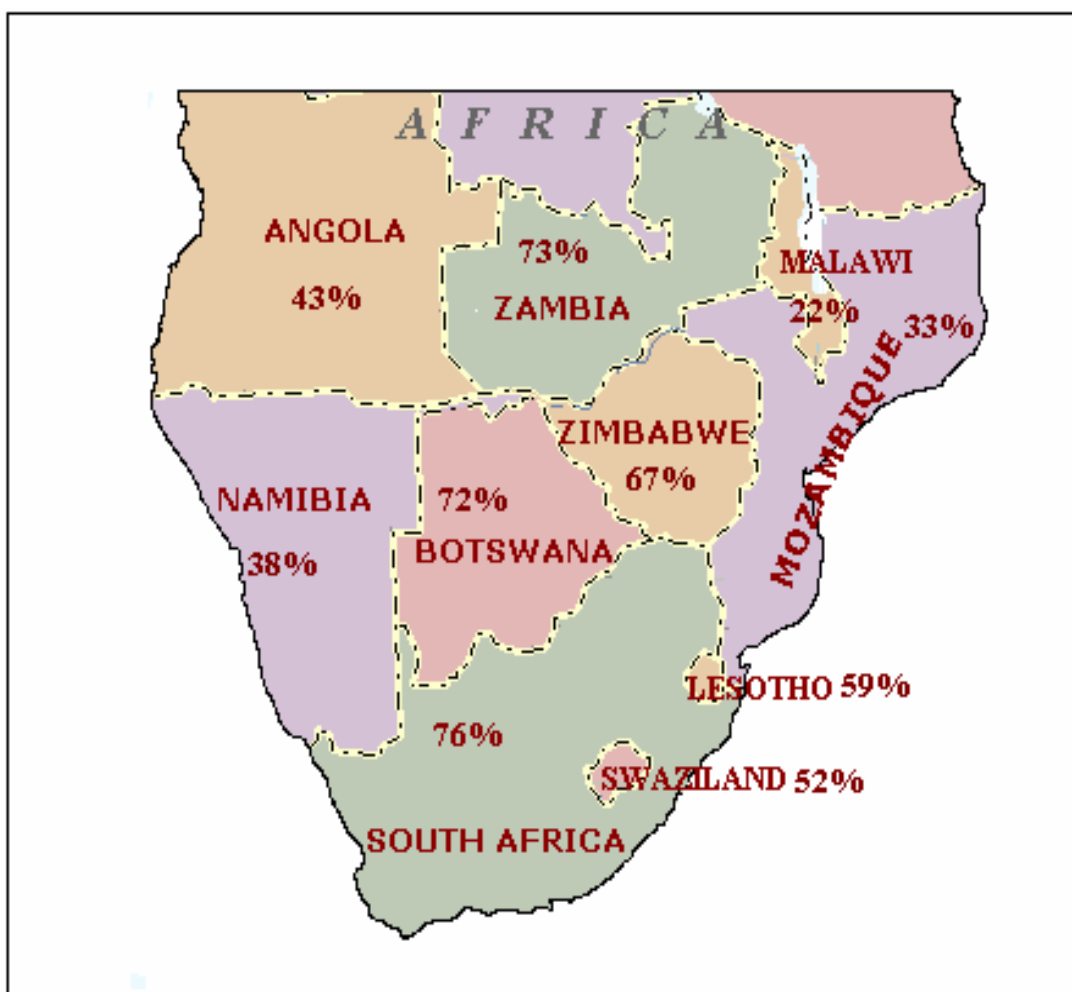 A F R I C A
ANGOLA
43%
73%
ZAMBIA
MALAWI
22%
33%
MOZAMBIQUE
ZIMBABWE
67%
NAMIBIA
38%
72%
BOTSWANA
LESOTHO 59%
76%
SWAZILAND 52%
SOUTH AFRICA